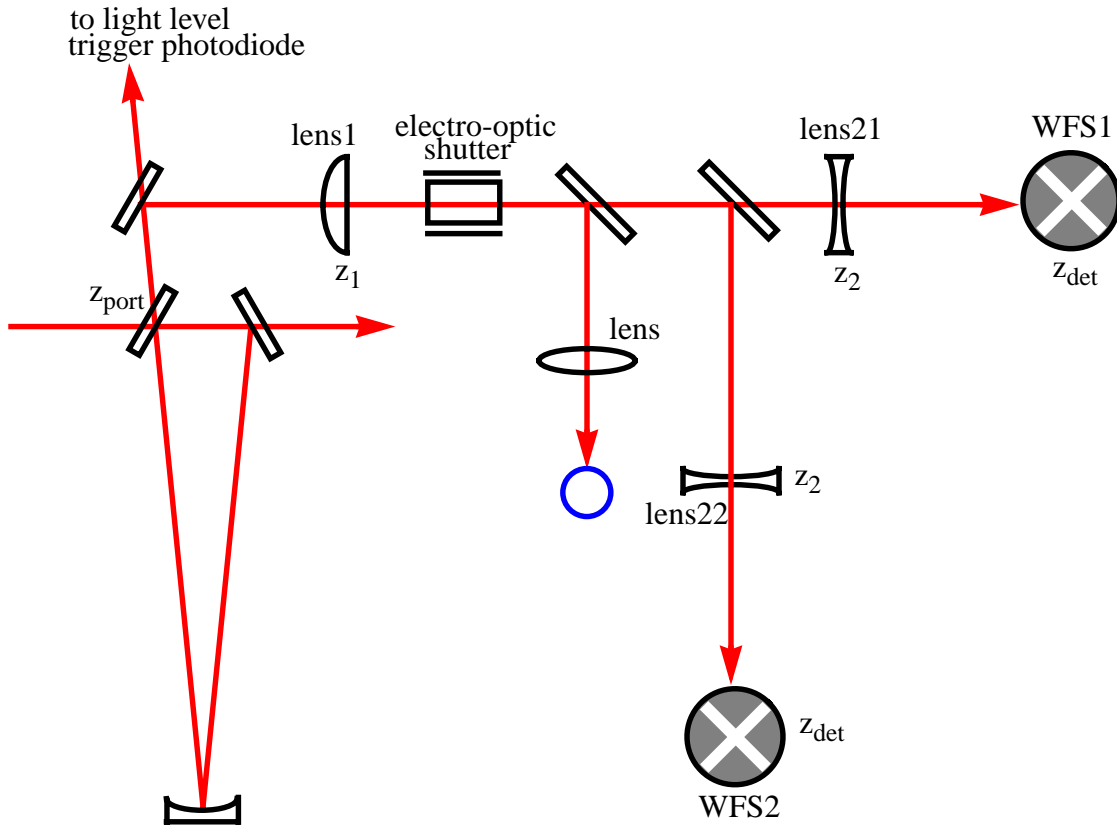 to light level
trigger photodiode
lens1
electro-optic
shutter
lens21
WFS1
z1
z2
zdet
zport
lens
z2
lens22
zdet
WFS2